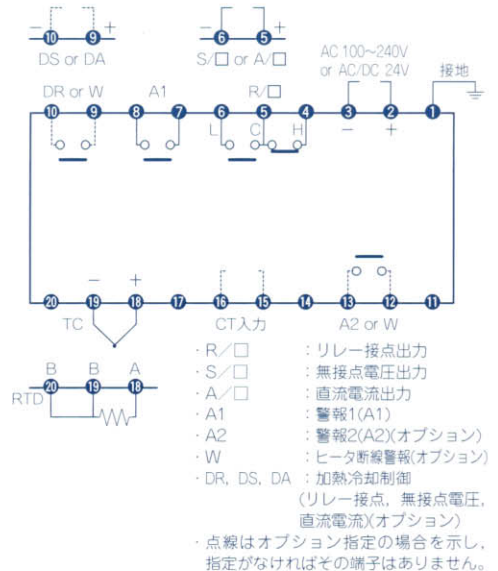 − ⑩ ⑨ +
DS or DA
− ⑥ ⑤ +
S/□ or A/□
AC 100~240V
or AC/DC 24V
接地
DR or W
A1
R/□
⑩ ⑨ ⑧ ⑦ ⑥ ⑤ ④ ③ ② ①
L C H − +
− +
⑳ ⑲ ⑱ ⑰ ⑯ ⑮ ⑭ ⑬ ⑫ ⑪
TC
CT入力
A2 or W
B B A
RTD ⑳ ⑲ ⑱
・R/□ : リレー接点出力
・S/□ : 無接点電圧出力
・A/□ : 直流電流出力
・A1 : 警報1(A1)
・A2 : 警報2(A2)(オプション)
・W : ヒータ断線警報(オプション)
・DR, DS, DA : 加熱冷却制御
(リレー接点, 無接点電圧,
直流電流)(オプション)
・点線はオプション指定の場合を示し,
指定がなければその端子はありません。